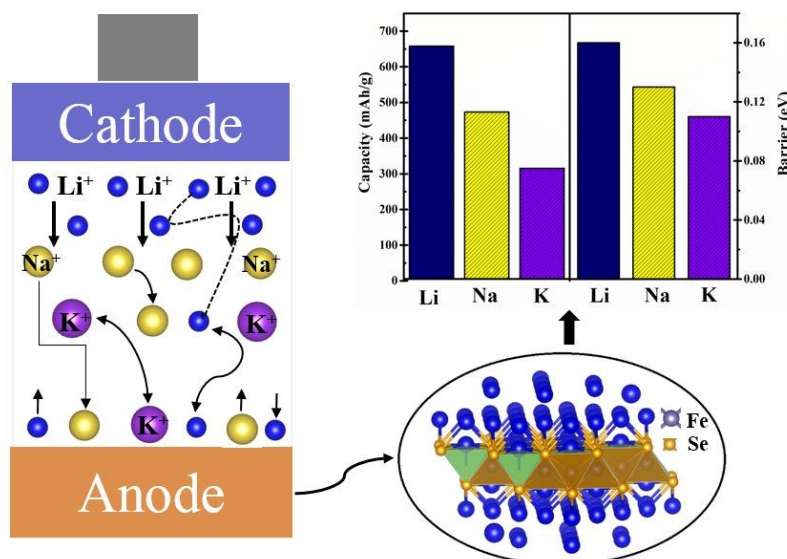 Cathode
Li⁺ Li⁺ Li⁺
Na⁺ Na⁺
K⁺ K⁺
K⁺
Anode
Capacity (mAh/g)
700
600
500
400
300
200
100
0
Li Na K Li Na K
0.16
0.12
0.08
0.04
0.00
Barrier (eV)
Fe
Se